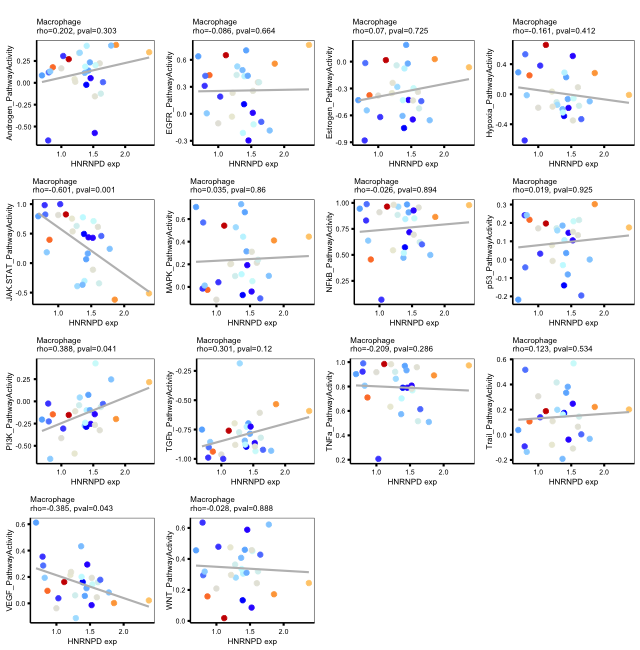 Macrophage
rho=0.202, pval=0.303
Androgen_PathwayActivity
0.25
0.00
-0.25
-0.50
1.0 1.5 2.0
HNRNPD exp
Macrophage
rho=-0.086, pval=0.664
EGFR_PathwayActivity
0.6
0.3
0.0
-0.3
1.0 1.5 2.0
HNRNPD exp
Macrophage
rho=0.07, pval=0.725
Estrogen_PathwayActivity
0.0
-0.3
-0.6
-0.9
1.0 1.5 2.0
HNRNPD exp
Macrophage
rho=-0.161, pval=0.412
Hypoxia_PathwayActivity
0.4
0.0
-0.4
1.0 1.5 2.0
HNRNPD exp
Macrophage
rho=-0.601, pval=0.001
JAK-STAT_PathwayActivity
1.0
0.5
0.0
-0.5
1.0 1.5 2.0
HNRNPD exp
Macrophage
rho=0.035, pval=0.86
MAPK_PathwayActivity
0.6
0.4
0.2
0.0
1.0 1.5 2.0
HNRNPD exp
Macrophage
rho=-0.026, pval=0.894
NFkB_PathwayActivity
1.00
0.75
0.50
0.25
1.0 1.5 2.0
HNRNPD exp
Macrophage
rho=0.019, pval=0.925
p53_PathwayActivity
0.3
0.2
0.1
0.0
-0.1
-0.2
1.0 1.5 2.0
HNRNPD exp
Macrophage
rho=0.388, pval=0.041
PI3K_PathwayActivity
0.25
0.00
-0.25
-0.50
1.0 1.5 2.0
HNRNPD exp
Macrophage
rho=0.301, pval=0.12
TGFb_PathwayActivity
-0.25
-0.50
-0.75
-1.00
1.0 1.5 2.0
HNRNPD exp
Macrophage
rho=-0.209, pval=0.286
TNFa_PathwayActivity
1.0
0.8
0.6
0.4
0.2
1.0 1.5 2.0
HNRNPD exp
Macrophage
rho=0.123, pval=0.534
Trail_PathwayActivity
0.6
0.4
0.2
0.0
-0.2
1.0 1.5 2.0
HNRNPD exp
Macrophage
rho=-0.385, pval=0.043
VEGF_PathwayActivity
0.6
0.4
0.2
0.0
1.0 1.5 2.0
HNRNPD exp
Macrophage
rho=-0.028, pval=0.888
WNT_PathwayActivity
0.6
0.4
0.2
0.0
1.0 1.5 2.0
HNRNPD exp